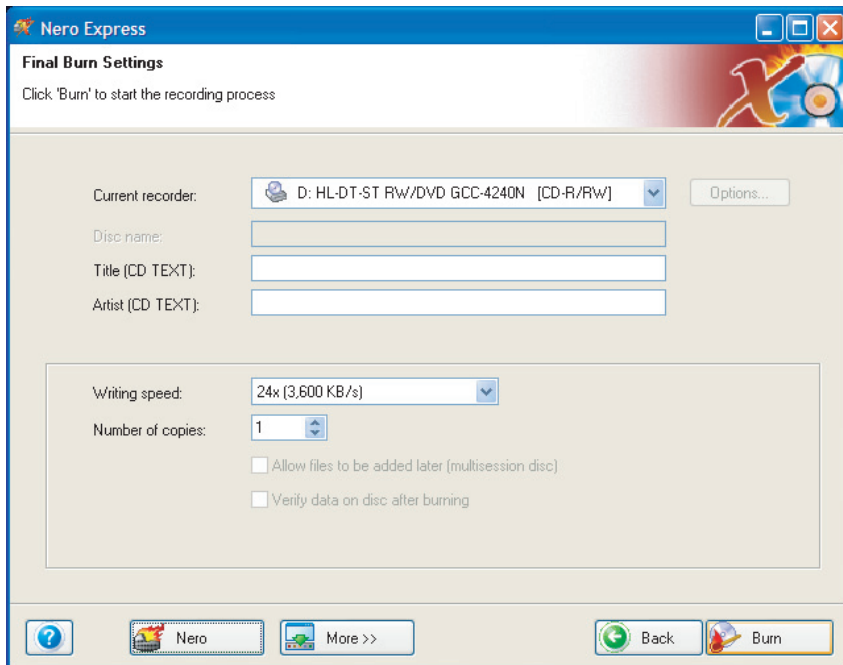 Nero Express
Final Burn Settings
Click 'Burn' to start the recording process
Current recorder: D: HL-DT-ST RW/DVD GCC-4240N [CD-R/RW] Options...
Disc name:
Title (CD TEXT):
Artist (CD TEXT):
Writing speed: 24x (3,600 KB/s)
Number of copies: 1
Allow files to be added later (multisession disc)
Verify data on disc after burning
? Nero More >> Back Burn